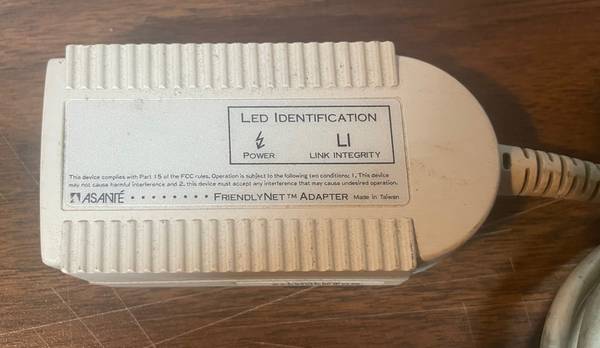 LED IDENTIFICATION
LI
POWER LINK INTEGRITY
This device complies with Part 15 of the FCC rules. Operation is subject to the following two conditions: 1. This device
may not cause harmful interference and 2. this device must accept any interference that may cause undesired operation.
ASANTÉ ········ FRIENDLYNET™ ADAPTER Made in Taiwan